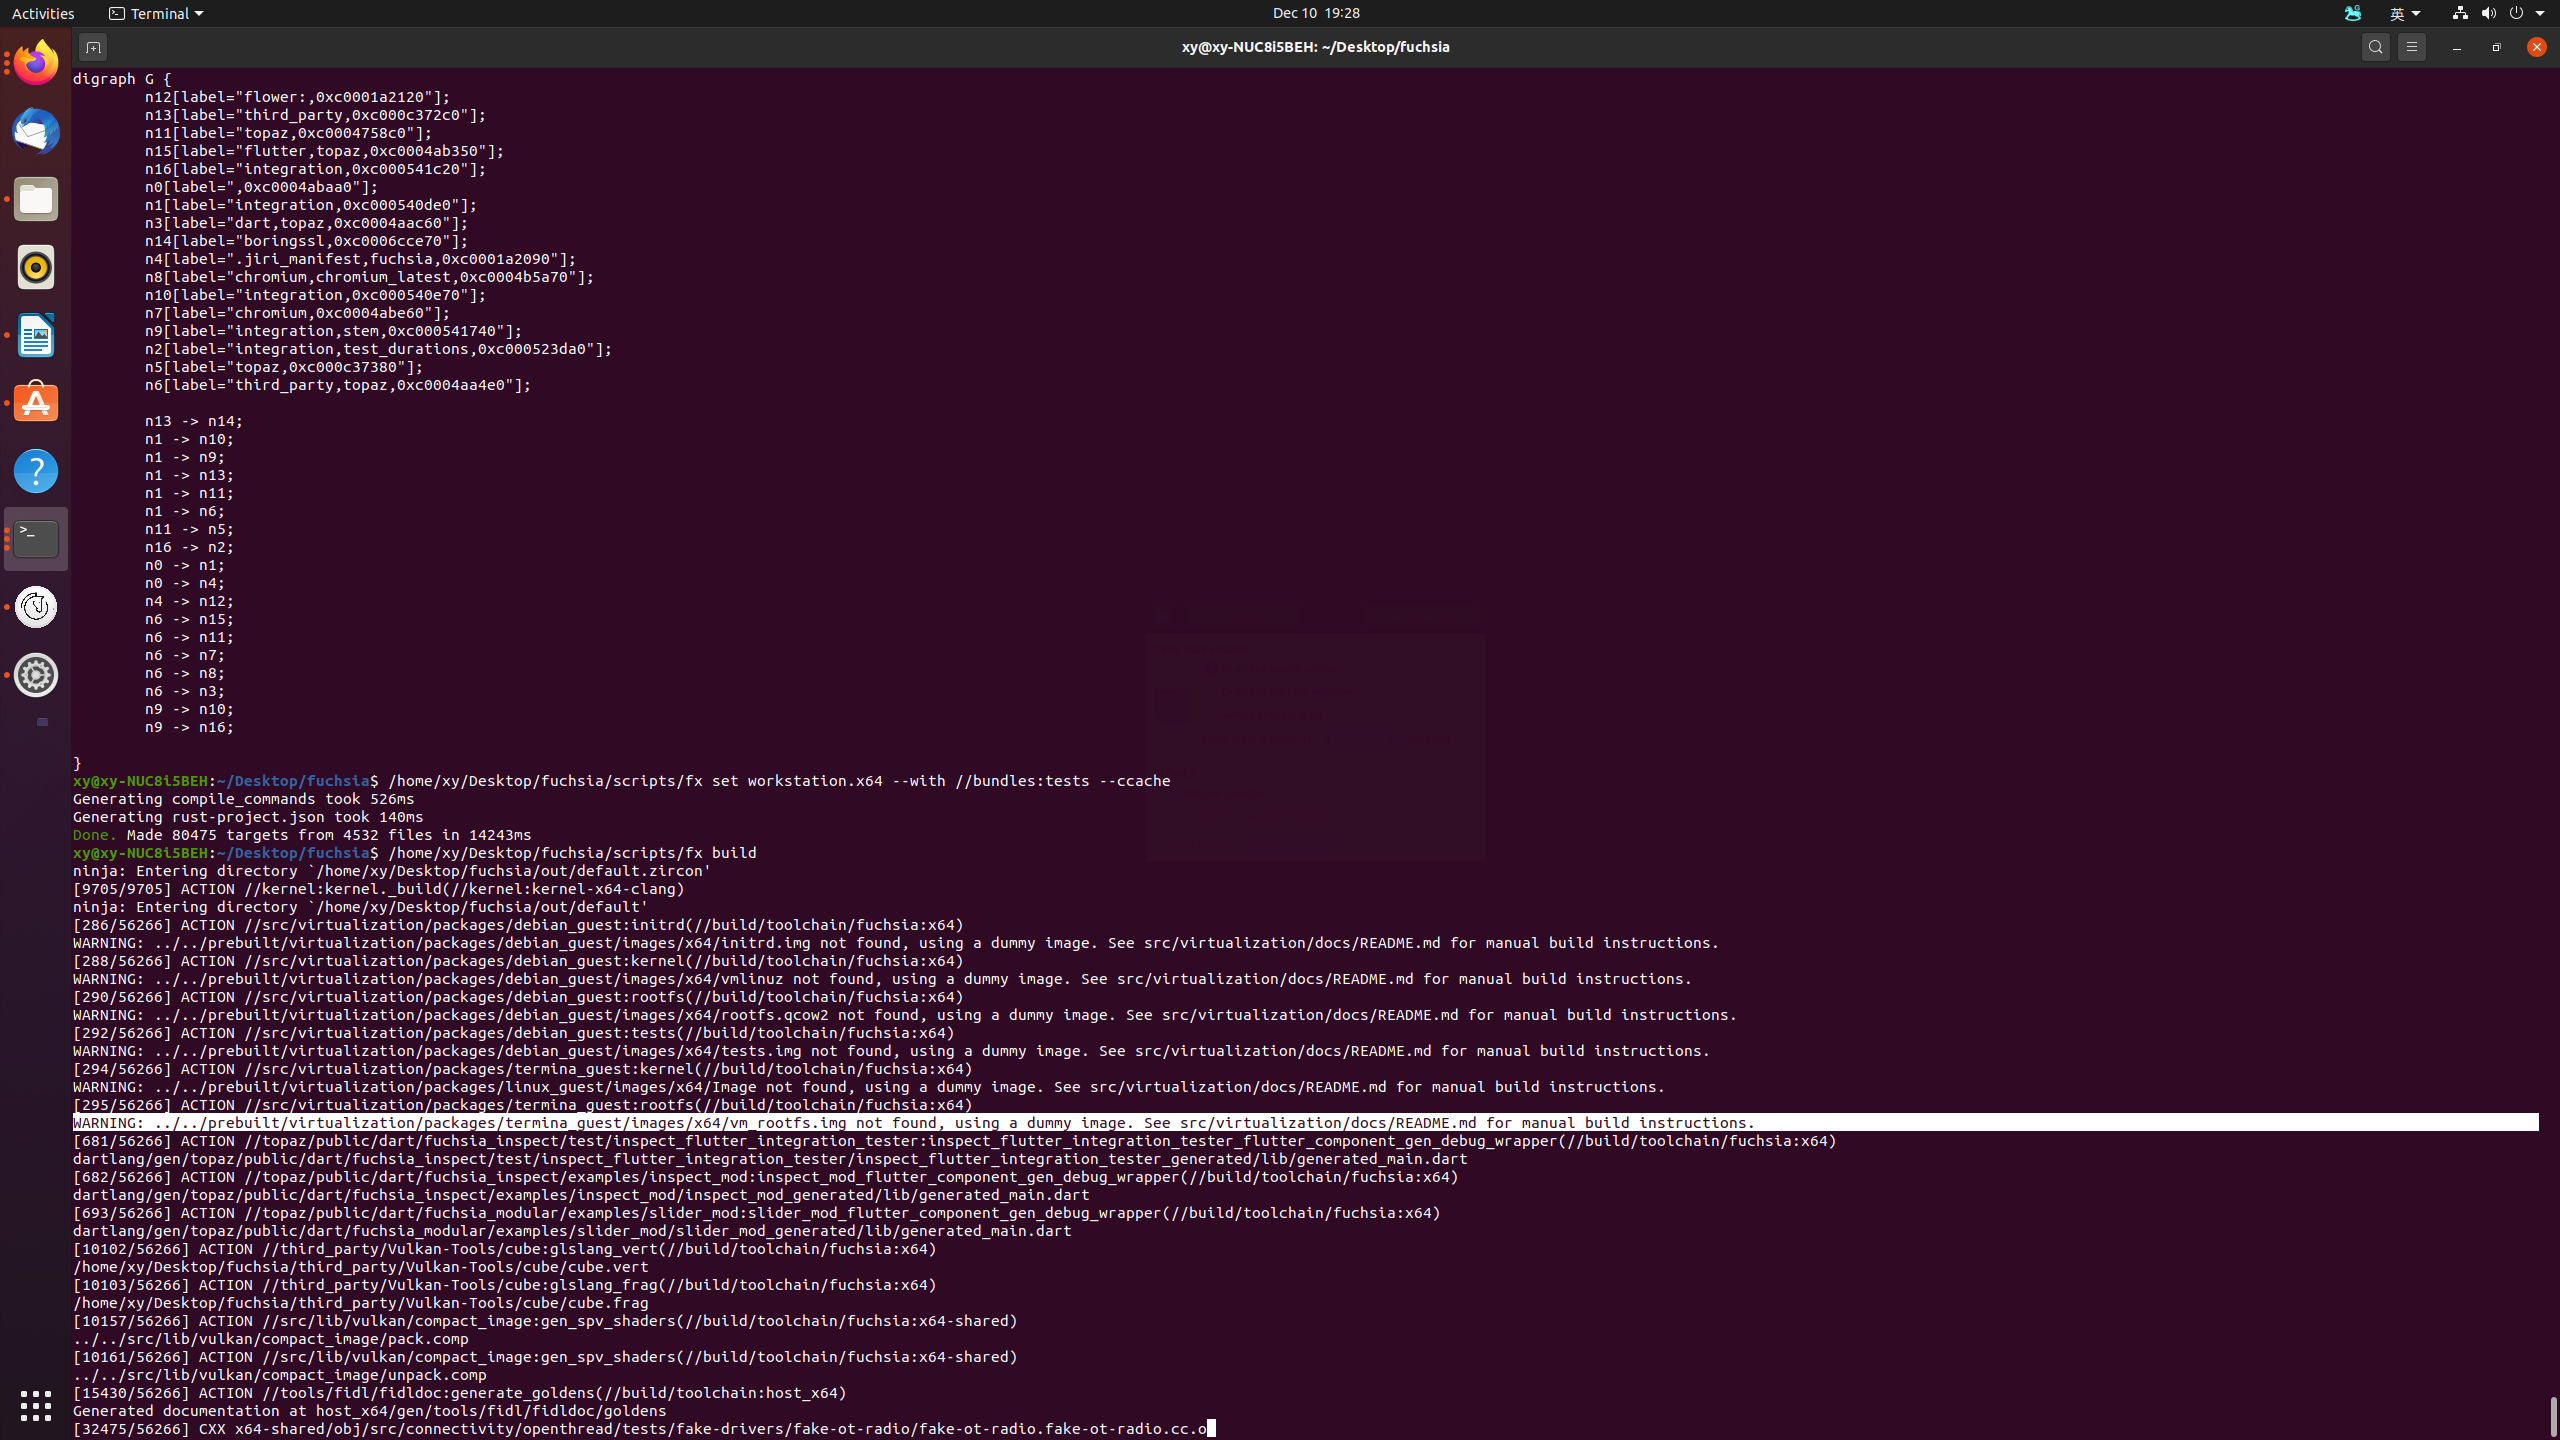 Activities
Terminal
Dec 10 19:28
英
xy@xy-NUC8i5BEH: ~/Desktop/fuchsia
digraph G {
n12[label="flower:,0xc0001a2120"];
n13[label="third_party,0xc000c372c0"];
n11[label="topaz,0xc0004758c0"];
n15[label="flutter,topaz,0xc0004ab350"];
n16[label="integration,0xc000541c20"];
n0[label=",0xc0004abaa0"];
n1[label="integration,0xc000540de0"];
n3[label="dart,topaz,0xc0004aac60"];
n14[label="boringssl,0xc0006cce70"];
n4[label=".jiri_manifest,fuchsia,0xc0001a2090"];
n8[label="chromium,chromium_latest,0xc0004b5a70"];
n10[label="integration,0xc000540e70"];
n7[label="chromium,0xc0004abe60"];
n9[label="integration,stem,0xc000541740"];
n2[label="integration,test_durations,0xc000523da0"];
n5[label="topaz,0xc000c37380"];
n6[label="third_party,topaz,0xc0004aa4e0"];
n13 -> n14;
n1 -> n10;
n1 -> n9;
n1 -> n13;
n1 -> n11;
n1 -> n6;
n11 -> n5;
n16 -> n2;
n0 -> n1;
n0 -> n4;
n4 -> n12;
n6 -> n15;
n6 -> n11;
n6 -> n7;
n6 -> n8;
n6 -> n3;
n9 -> n10;
n9 -> n16;
}
xy@xy-NUC8i5BEH:~/Desktop/fuchsia$ /home/xy/Desktop/fuchsia/scripts/fx set workstation.x64 --with //bundles:tests --ccache
Generating compile_commands took 526ms
Generating rust-project.json took 140ms
Done. Made 80475 targets from 4532 files in 14243ms
xy@xy-NUC8i5BEH:~/Desktop/fuchsia$ /home/xy/Desktop/fuchsia/scripts/fx build
ninja: Entering directory `/home/xy/Desktop/fuchsia/out/default.zircon'
[9705/9705] ACTION //kernel:kernel._build(//kernel:kernel-x64-clang)
ninja: Entering directory `/home/xy/Desktop/fuchsia/out/default'
[286/56266] ACTION //src/virtualization/packages/debian_guest:initrd(//build/toolchain/fuchsia:x64)
WARNING: ../../prebuilt/virtualization/packages/debian_guest/images/x64/initrd.img not found, using a dummy image. See src/virtualization/docs/README.md for manual build instructions.
[288/56266] ACTION //src/virtualization/packages/debian_guest:kernel(//build/toolchain/fuchsia:x64)
WARNING: ../../prebuilt/virtualization/packages/debian_guest/images/x64/vmlinuz not found, using a dummy image. See src/virtualization/docs/README.md for manual build instructions.
[290/56266] ACTION //src/virtualization/packages/debian_guest:rootfs(//build/toolchain/fuchsia:x64)
WARNING: ../../prebuilt/virtualization/packages/debian_guest/images/x64/rootfs.qcow2 not found, using a dummy image. See src/virtualization/docs/README.md for manual build instructions.
[292/56266] ACTION //src/virtualization/packages/debian_guest:tests(//build/toolchain/fuchsia:x64)
WARNING: ../../prebuilt/virtualization/packages/debian_guest/images/x64/tests.img not found, using a dummy image. See src/virtualization/docs/README.md for manual build instructions.
[294/56266] ACTION //src/virtualization/packages/termina_guest:kernel(//build/toolchain/fuchsia:x64)
WARNING: ../../prebuilt/virtualization/packages/linux_guest/images/x64/Image not found, using a dummy image. See src/virtualization/docs/README.md for manual build instructions.
[295/56266] ACTION //src/virtualization/packages/termina_guest:rootfs(//build/toolchain/fuchsia:x64)
WARNING: ../../prebuilt/virtualization/packages/termina_guest/images/x64/vm_rootfs.img not found, using a dummy image. See src/virtualization/docs/README.md for manual build instructions.
[681/56266] ACTION //topaz/public/dart/fuchsia_inspect/test/inspect_flutter_integration_tester:inspect_flutter_integration_tester_flutter_component_gen_debug_wrapper(//build/toolchain/fuchsia:x64)
dartlang/gen/topaz/public/dart/fuchsia_inspect/test/inspect_flutter_integration_tester/inspect_flutter_integration_tester_generated/lib/generated_main.dart
[682/56266] ACTION //topaz/public/dart/fuchsia_inspect/examples/inspect_mod:inspect_mod_flutter_component_gen_debug_wrapper(//build/toolchain/fuchsia:x64)
dartlang/gen/topaz/public/dart/fuchsia_inspect/examples/inspect_mod/inspect_mod_generated/lib/generated_main.dart
[693/56266] ACTION //topaz/public/dart/fuchsia_modular/examples/slider_mod:slider_mod_flutter_component_gen_debug_wrapper(//build/toolchain/fuchsia:x64)
dartlang/gen/topaz/public/dart/fuchsia_modular/examples/slider_mod/slider_mod_generated/lib/generated_main.dart
[10102/56266] ACTION //third_party/Vulkan-Tools/cube:glslang_vert(//build/toolchain/fuchsia:x64)
/home/xy/Desktop/fuchsia/third_party/Vulkan-Tools/cube/cube.vert
[10103/56266] ACTION //third_party/Vulkan-Tools/cube:glslang_frag(//build/toolchain/fuchsia:x64)
/home/xy/Desktop/fuchsia/third_party/Vulkan-Tools/cube/cube.frag
[10157/56266] ACTION //src/lib/vulkan/compact_image:gen_spv_shaders(//build/toolchain/fuchsia:x64-shared)
../../src/lib/vulkan/compact_image/pack.comp
[10161/56266] ACTION //src/lib/vulkan/compact_image:gen_spv_shaders(//build/toolchain/fuchsia:x64-shared)
../../src/lib/vulkan/compact_image/unpack.comp
[15430/56266] ACTION //tools/fidl/fidldoc:generate_goldens(//build/toolchain:host_x64)
Generated documentation at host_x64/gen/tools/fidl/fidldoc/goldens
[32475/56266] CXX x64-shared/obj/src/connectivity/openthread/tests/fake-drivers/fake-ot-radio/fake-ot-radio.fake-ot-radio.cc.o